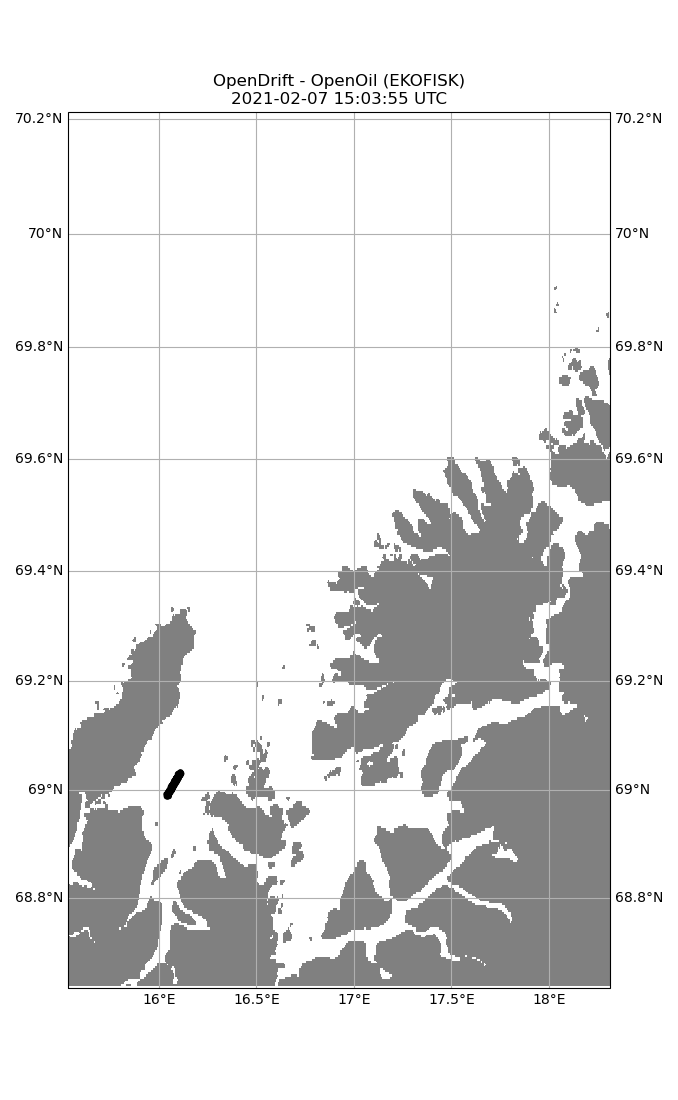 OpenDrift - OpenOil (EKOFISK)
2021-02-07 15:03:55 UTC
70.2°N 70.2°N
70°N 70°N
69.8°N 69.8°N
69.6°N 69.6°N
69.4°N 69.4°N
69.2°N 69.2°N
69°N 69°N
68.8°N 68.8°N
16°E 16.5°E 17°E 17.5°E 18°E